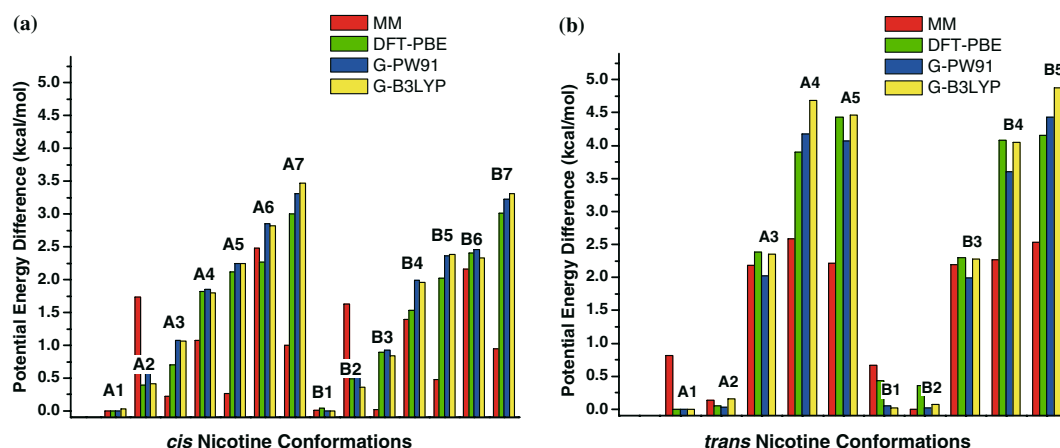 (a)
MM
DFT-PBE
G-PW91
G-B3LYP
Potential Energy Difference (kcal/mol)
5.0
4.5
4.0
3.5
3.0
2.5
2.0
1.5
1.0
0.5
0.0
A1
A2
A3
A4
A5
A6
A7
B1
B2
B3
B4
B5
B6
B7
cis Nicotine Conformations
(b)
MM
DFT-PBE
G-PW91
G-B3LYP
Potential Energy Difference (kcal/mol)
5.0
4.5
4.0
3.5
3.0
2.5
2.0
1.5
1.0
0.5
0.0
A1
A2
A3
A4
A5
B1
B2
B3
B4
B5
trans Nicotine Conformations